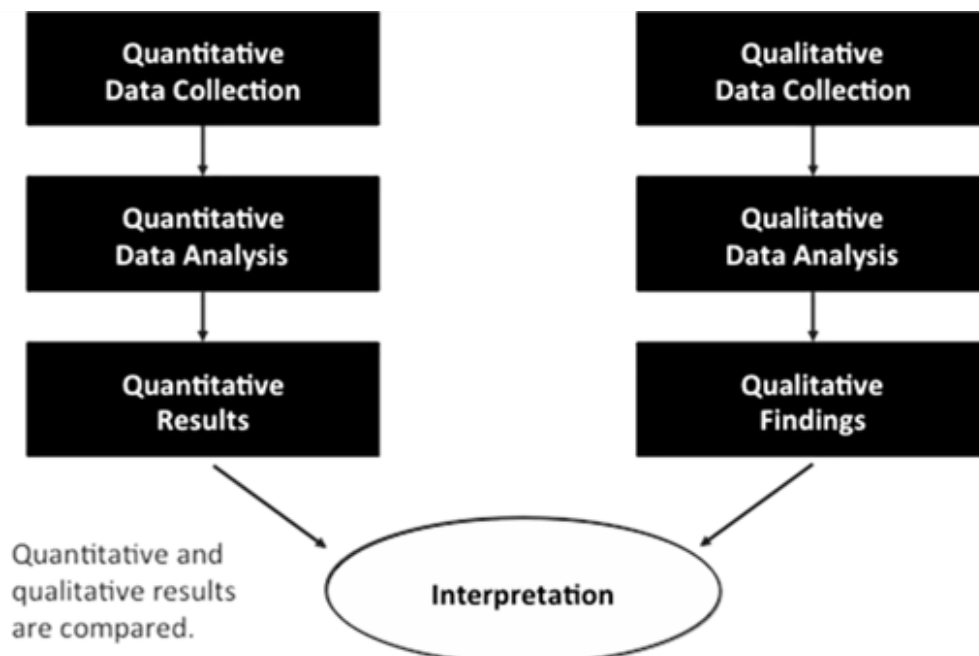 Quantitative
Data Collection
Qualitative
Data Collection
Quantitative
Data Analysis
Qualitative
Data Analysis
Quantitative
Results
Qualitative
Findings
Quantitative and
qualitative results
are compared.
Interpretation